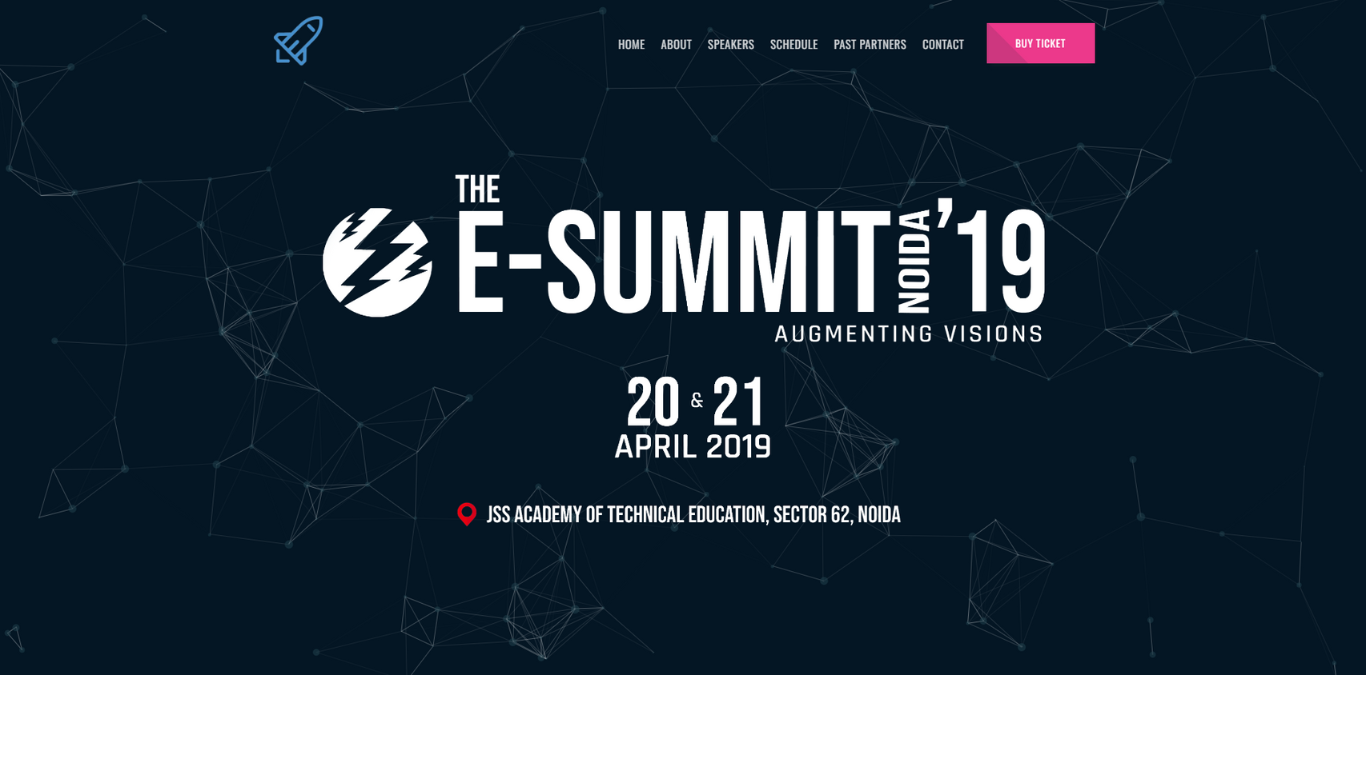 HOME ABOUT SPEAKERS SCHEDULE PAST PARTNERS CONTACT BUY TICKET
THE
E-SUMMIT NOIDA '19
AUGMENTING VISIONS
20 & 21
APRIL 2019
JSS ACADEMY OF TECHNICAL EDUCATION, SECTOR 62, NOIDA